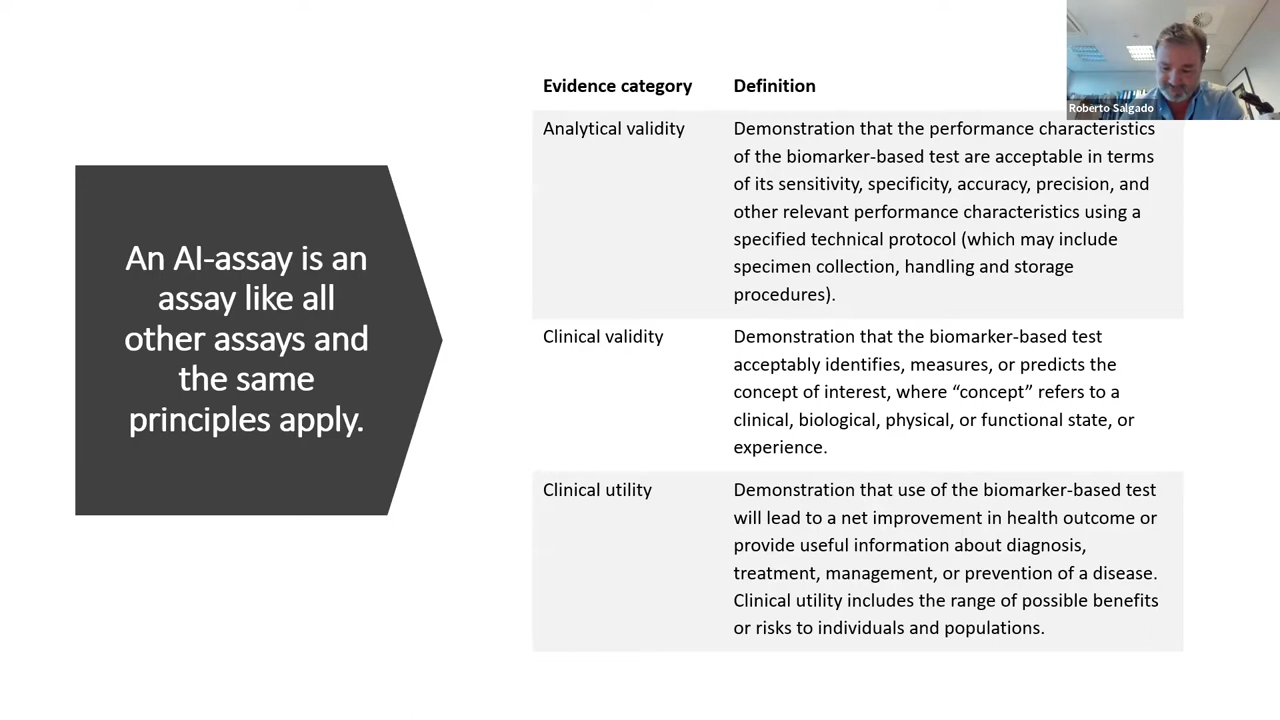 An AI-assay is an
assay like all
other assays and
the same
principles apply.
Evidence category
Definition
Analytical validity
Demonstration that the performance characteristics
of the biomarker-based test are acceptable in terms
of its sensitivity, specificity, accuracy, precision, and
other relevant performance characteristics using a
specified technical protocol (which may include
specimen collection, handling and storage
procedures).
Clinical validity
Demonstration that the biomarker-based test
acceptably identifies, measures, or predicts the
concept of interest, where “concept” refers to a
clinical, biological, physical, or functional state, or
experience.
Clinical utility
Demonstration that use of the biomarker-based test
will lead to a net improvement in health outcome or
provide useful information about diagnosis,
treatment, management, or prevention of a disease.
Clinical utility includes the range of possible benefits
or risks to individuals and populations.
Roberto Salgado